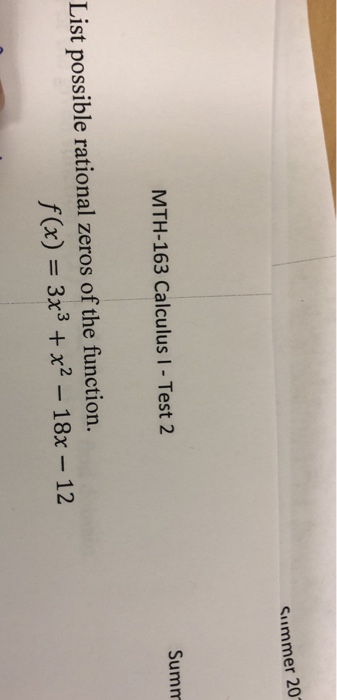 MTH-163 Calculus I - Test 2
List possible rational zeros of the function.
f(x) = 3x³ + x² – 18x – 12